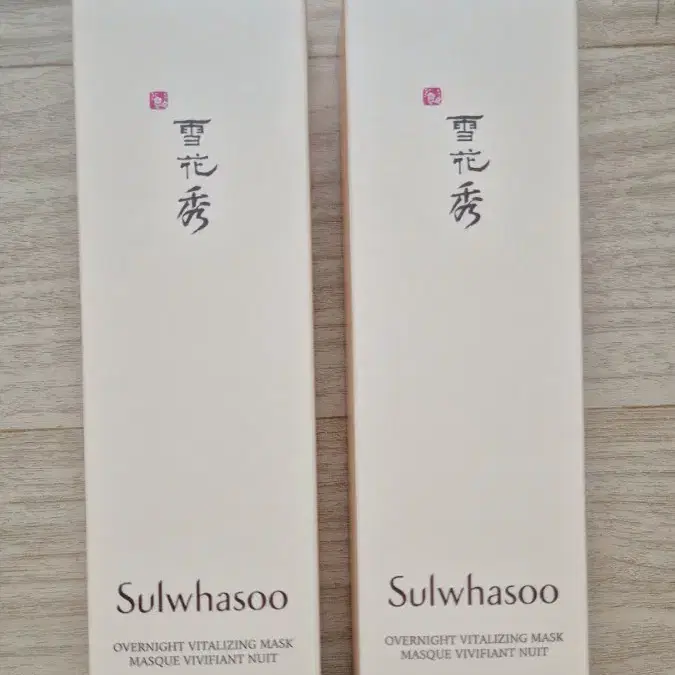 雪
花
秀
Sulwhasoo
OVERNIGHT VITALIZING MASK
MASQUE VIVIFIANT NUIT
雪
花
秀
Sulwhasoo
OVERNIGHT VITALIZING MASK
MASQUE VIVIFIANT NUIT